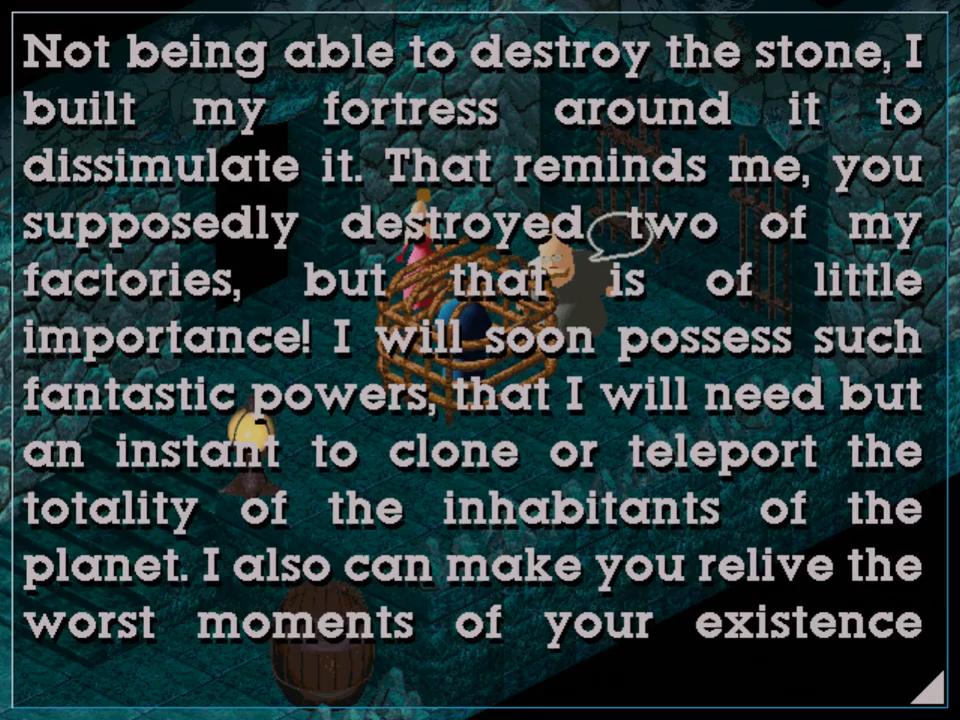 Not being able to destroy the stone, I
built my fortress around it to
dissimulate it. That reminds me, you
supposedly destroyed two of my
factories, but that is of little
importance! I will soon possess such
fantastic powers, that I will need but
an instant to clone or teleport the
totality of the inhabitants of the
planet. I also can make you relive the
worst moments of your existence